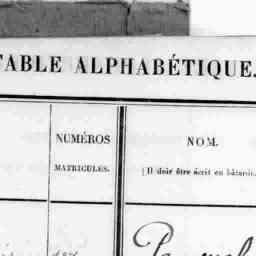 TABLE ALPHABÉTIQUE.
NUMÉROS
MATRICULES.
NOM.
(Il doit être écrit en bâtarde.